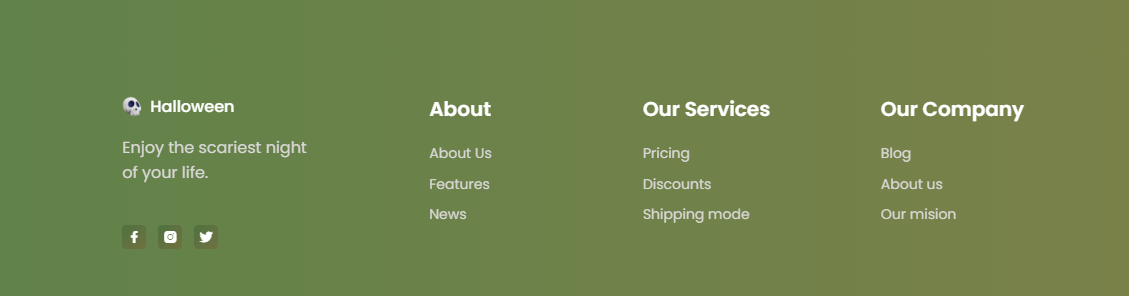 Halloween
Enjoy the scariest night
of your life.
About
About Us
Features
News
Our Services
Pricing
Discounts
Shipping mode
Our Company
Blog
About us
Our mision